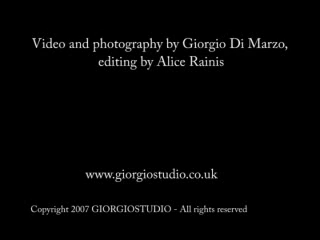 Video and photography by Giorgio Di Marzo,
editing by Alice Rainis
www.giorgiostudio.co.uk
Copyright 2007 GIORGIOSTUDIO - All rights reserved